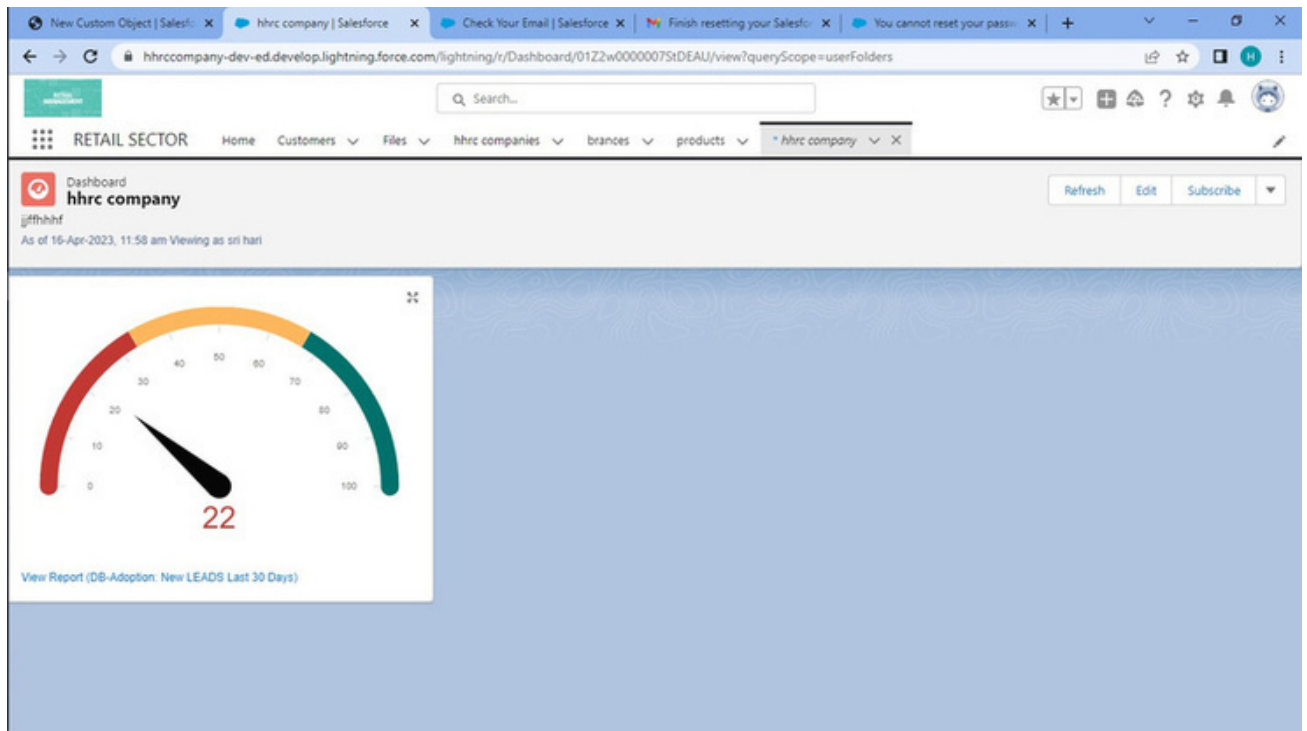 New Custom Object | Salesfo
hhrc company | Salesforce
Check Your Email | Salesforce
Finish resetting your Salesfor
You cannot reset your passw
hhrccompany-dev-ed.develop.lightning.force.com/lightning/r/Dashboard/01Z2w0000007StDEAU/view?queryScope=userFolders
H
RETAIL
MANAGEMENT
Search...
RETAIL SECTOR Home Customers Files hhrc companies brances products * hhrc company
Dashboard
hhrc company
Refresh Edit Subscribe
jjffhhhf
As of 16-Apr-2023, 11:58 am·Viewing as sri hari
0
10
20
30
40
50
60
70
80
90
100
22
View Report (DB-Adoption: New LEADS Last 30 Days)